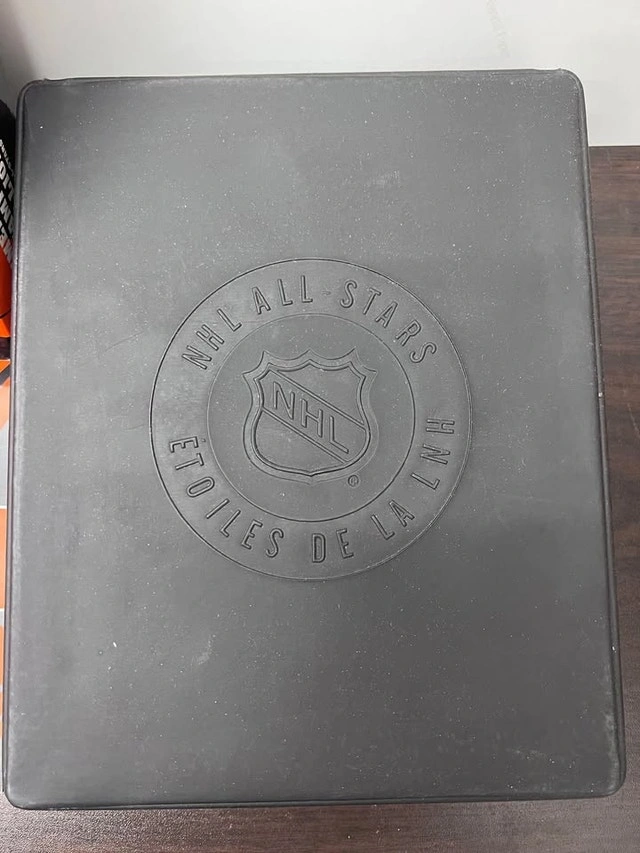 NHL ALL-STARS
NHL
®
ÉTOILES DE LA LNH